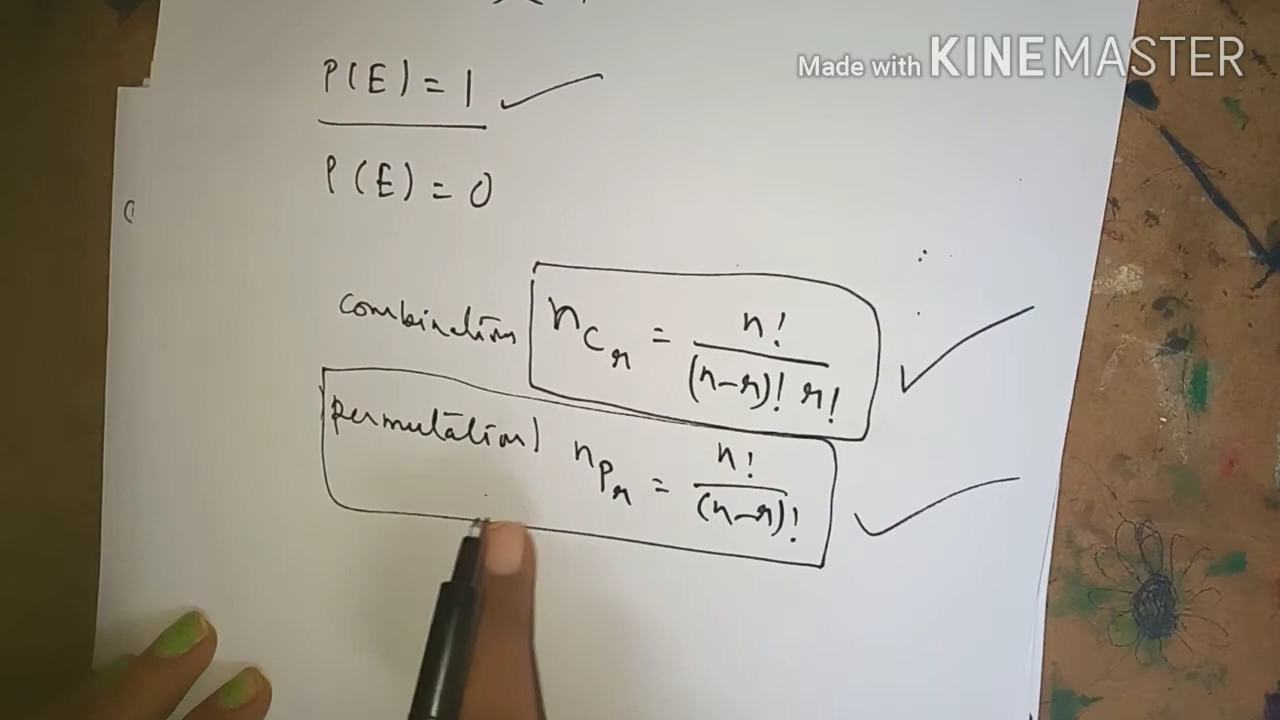 Made with KINEMASTER
P(E) = 1
P(E) = 0
combination nCr = n! / (n-r)! r!
permutation) nPr = n! / (n-r)!